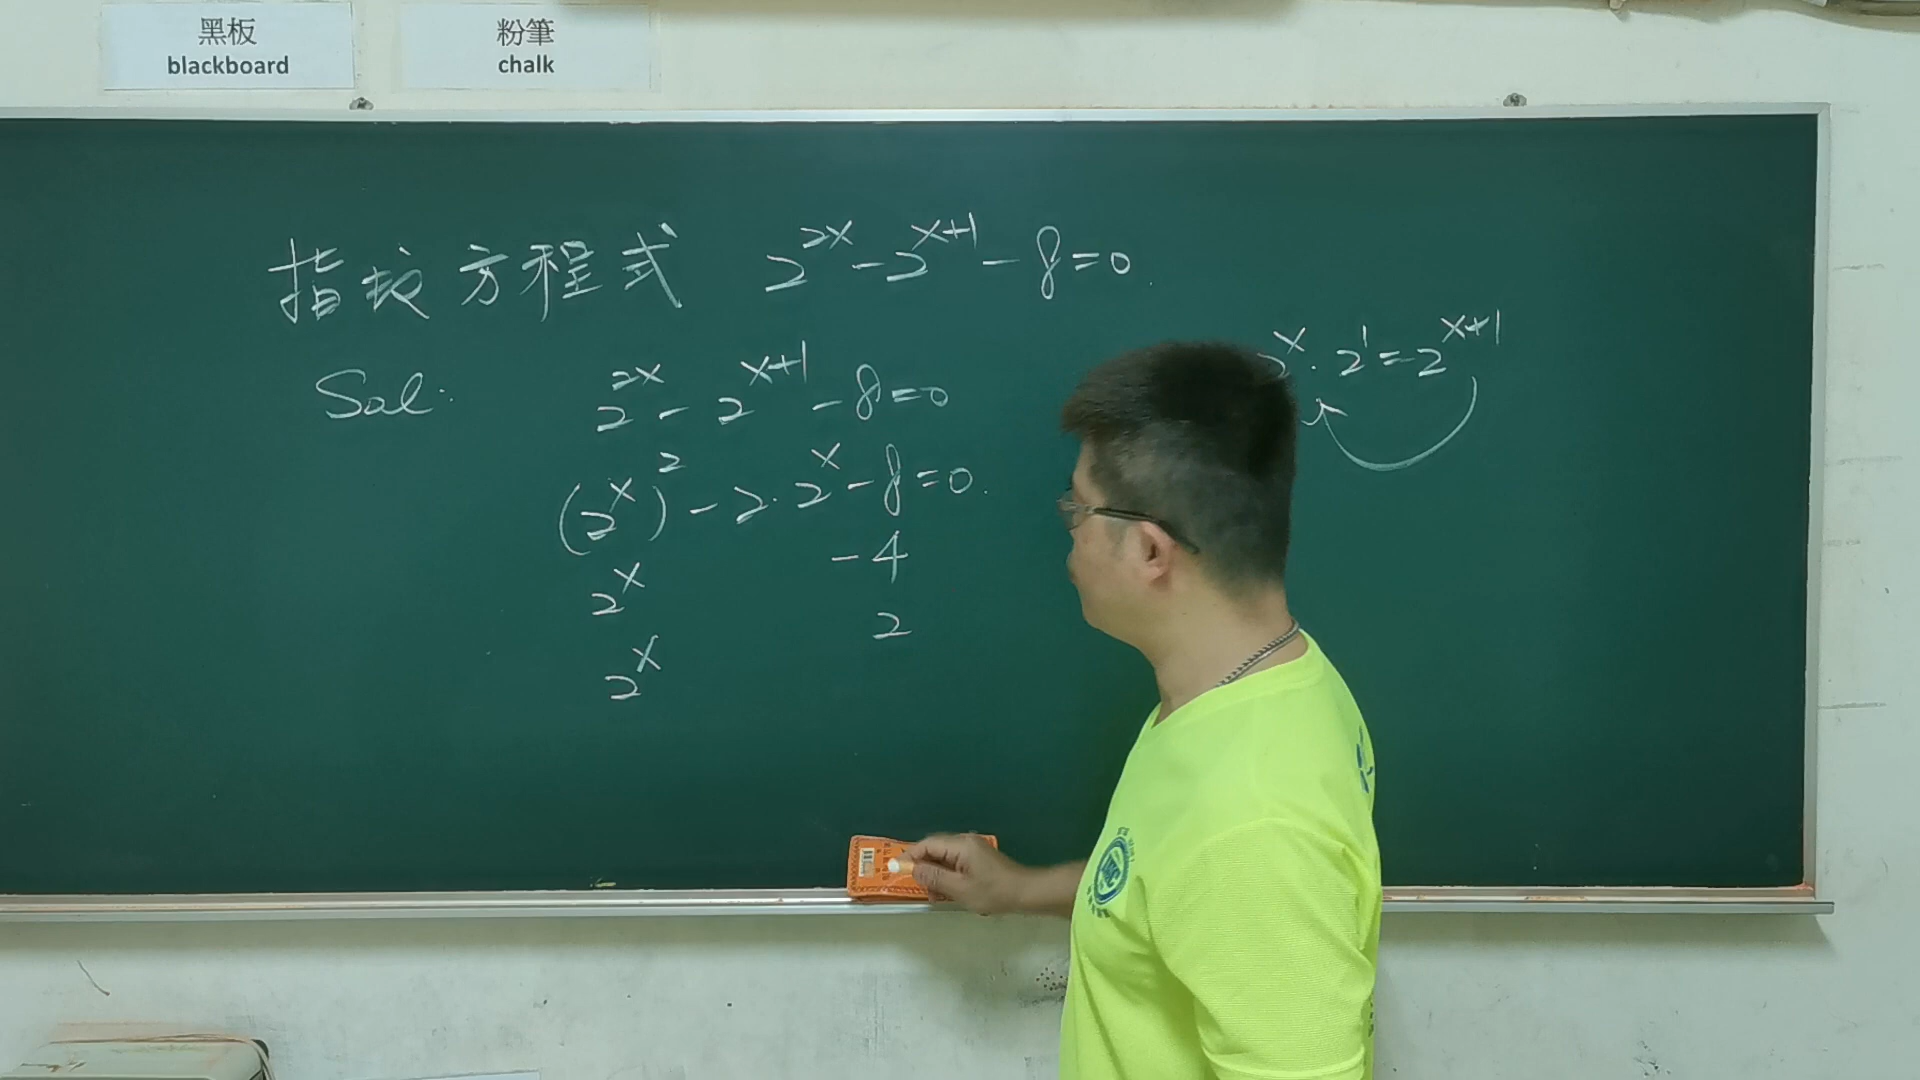 黑板
blackboard
粉筆
chalk
指数方程式 2^{2x} - 2^{x+1} - 8 = 0
Sol: 2^{2x} - 2^{x+1} - 8 = 0
(2^x)^2 - 2·2^x - 8 = 0
2^x -4
2^x 2
2^x · 2^1 = 2^{x+1}